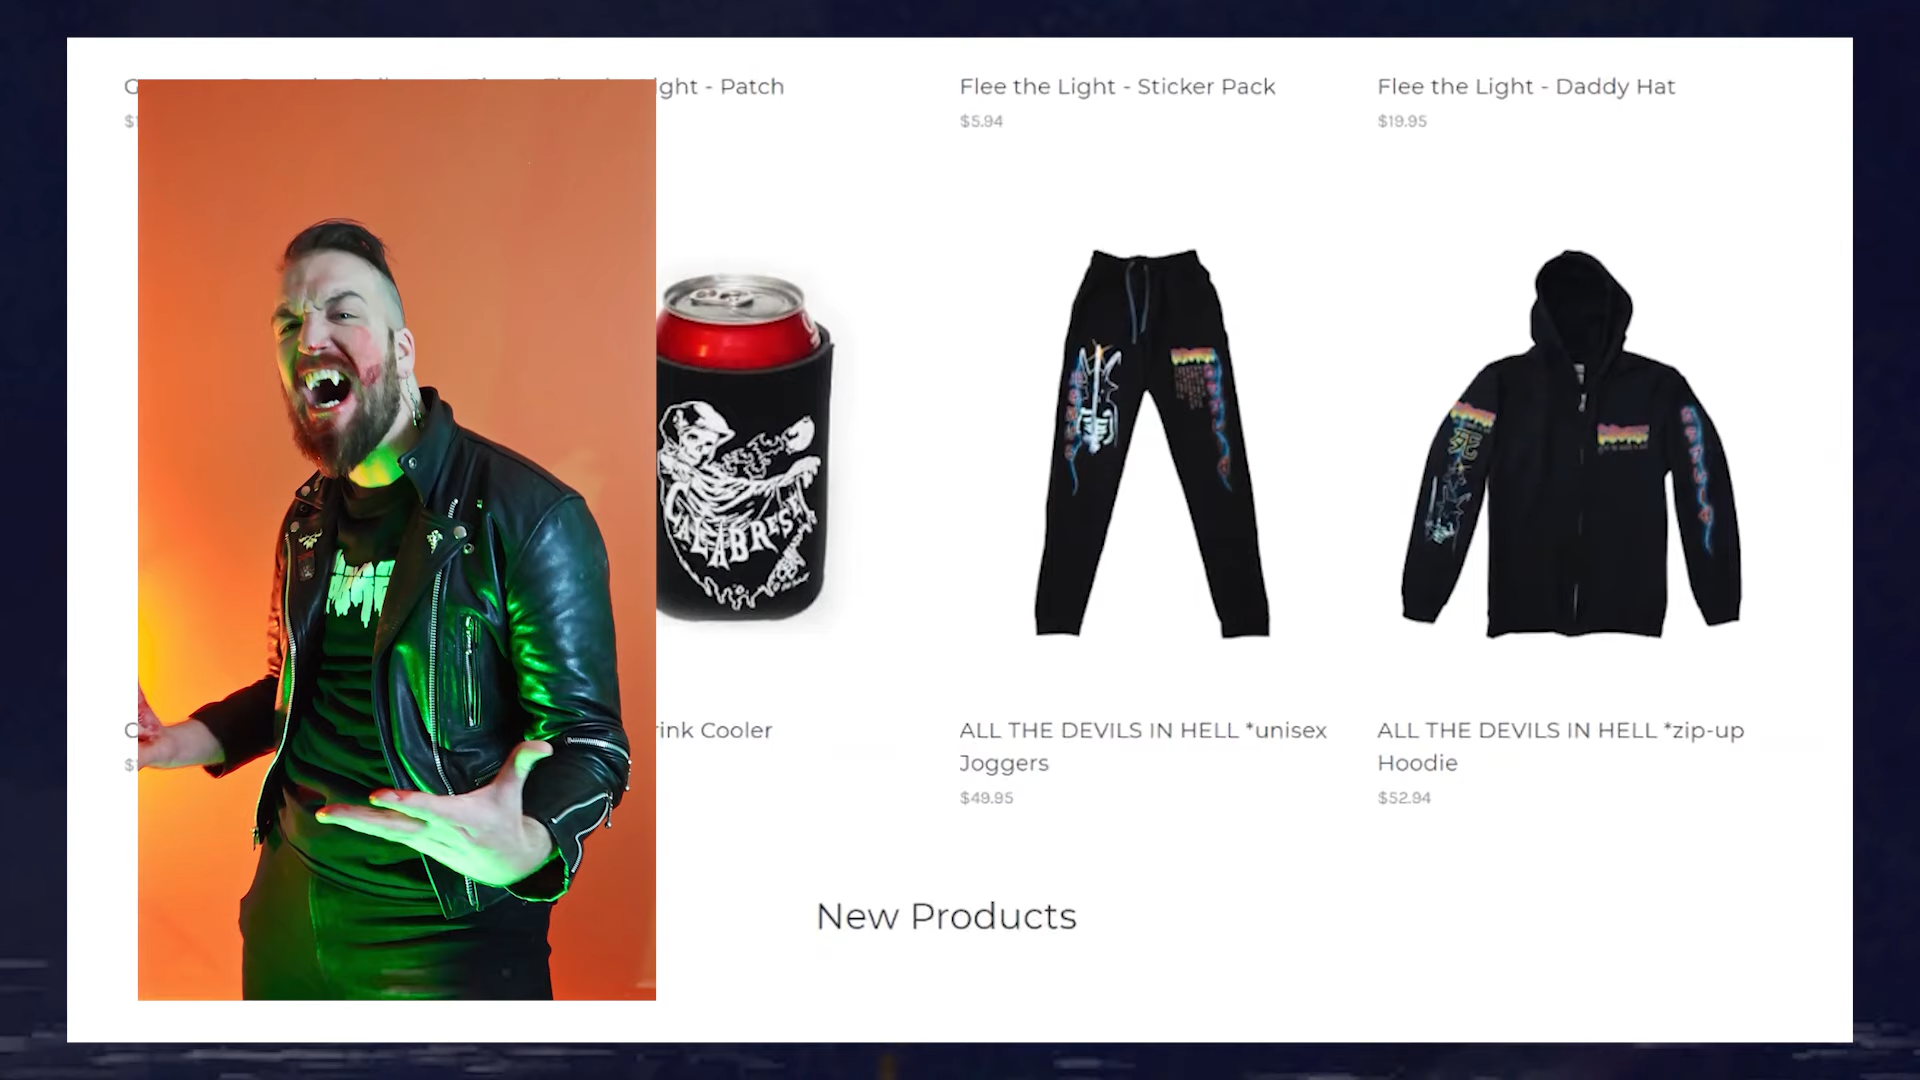 ght - Patch
Flee the Light - Sticker Pack
Flee the Light - Daddy Hat
$5.94
$19.95
CALABRESE
死
rink Cooler
ALL THE DEVILS IN HELL *unisex
Joggers
ALL THE DEVILS IN HELL *zip-up
Hoodie
$49.95
$52.94
New Products